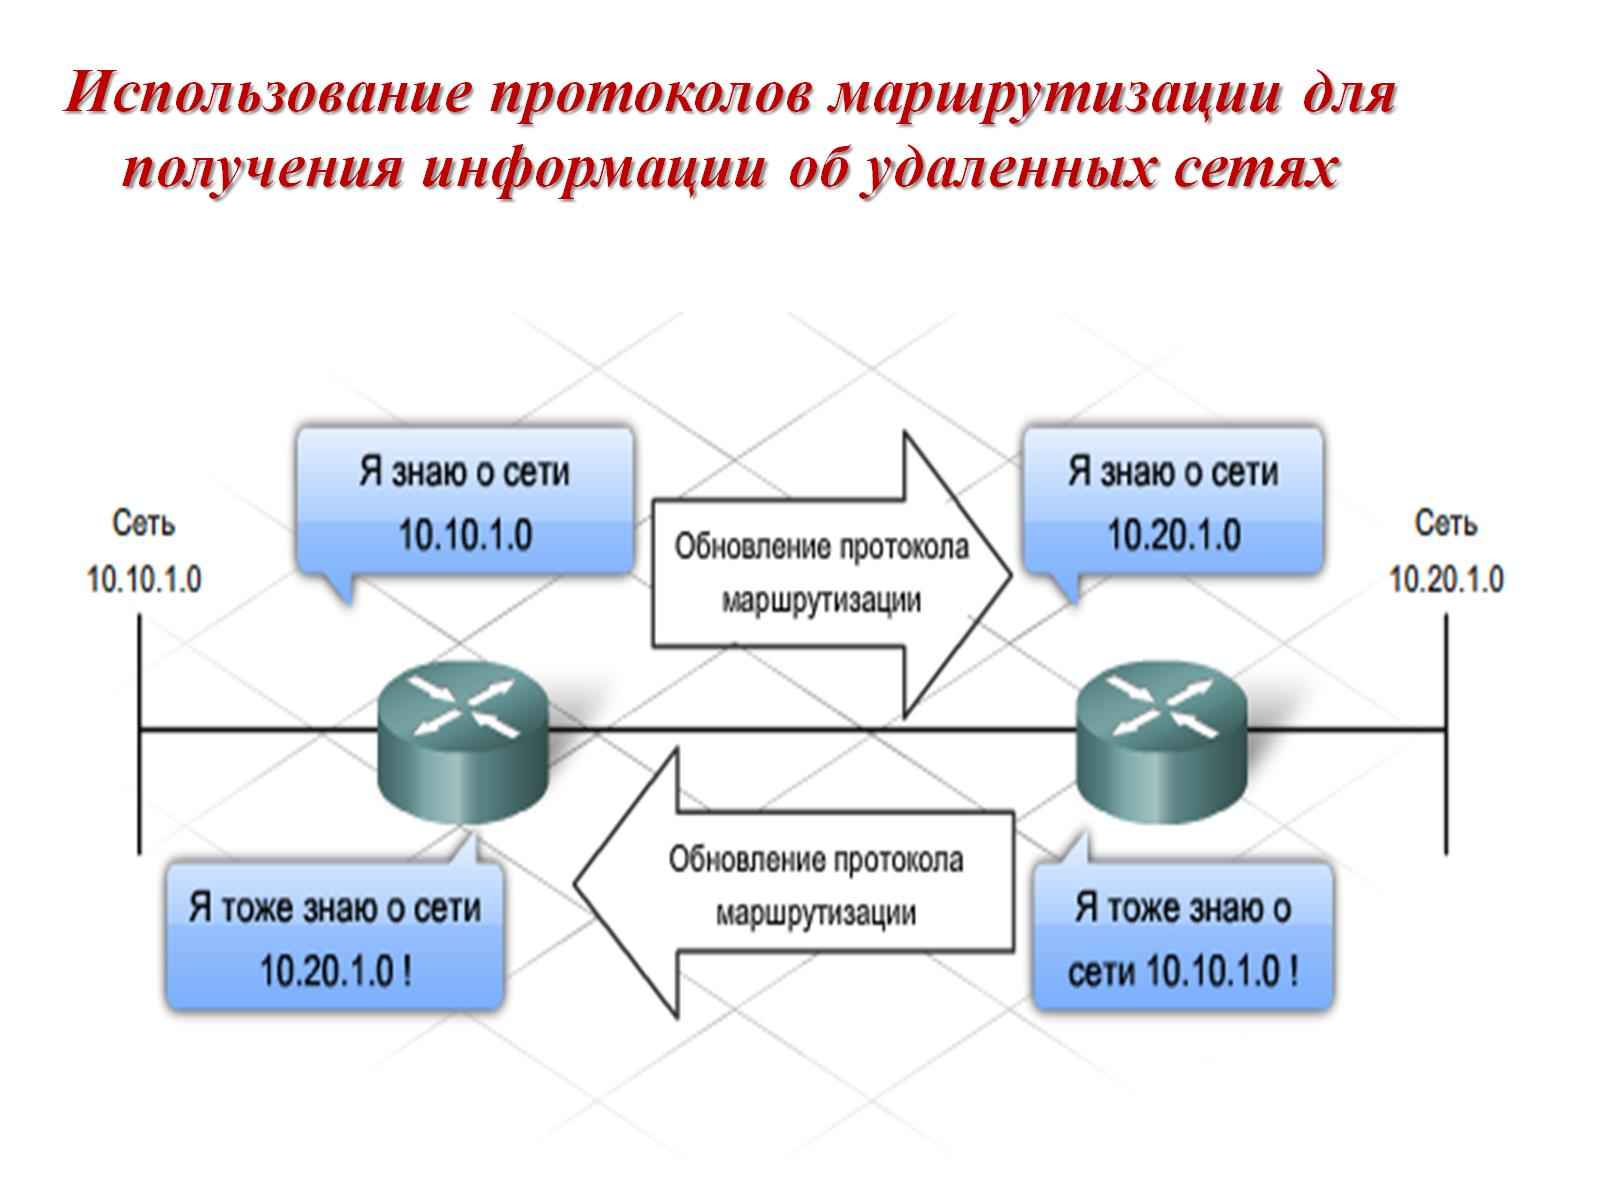 Использование протоколов маршрутизации для
получения информации об удаленных сетях
Я знаю о сети
10.10.1.0
Я знаю о сети
10.20.1.0
Сеть
10.10.1.0
Обновление протокола
маршрутизации
Сеть
10.20.1.0
Обновление протокола
маршрутизации
Я тоже знаю о сети
10.20.1.0 !
Я тоже знаю о
сети 10.10.1.0 !